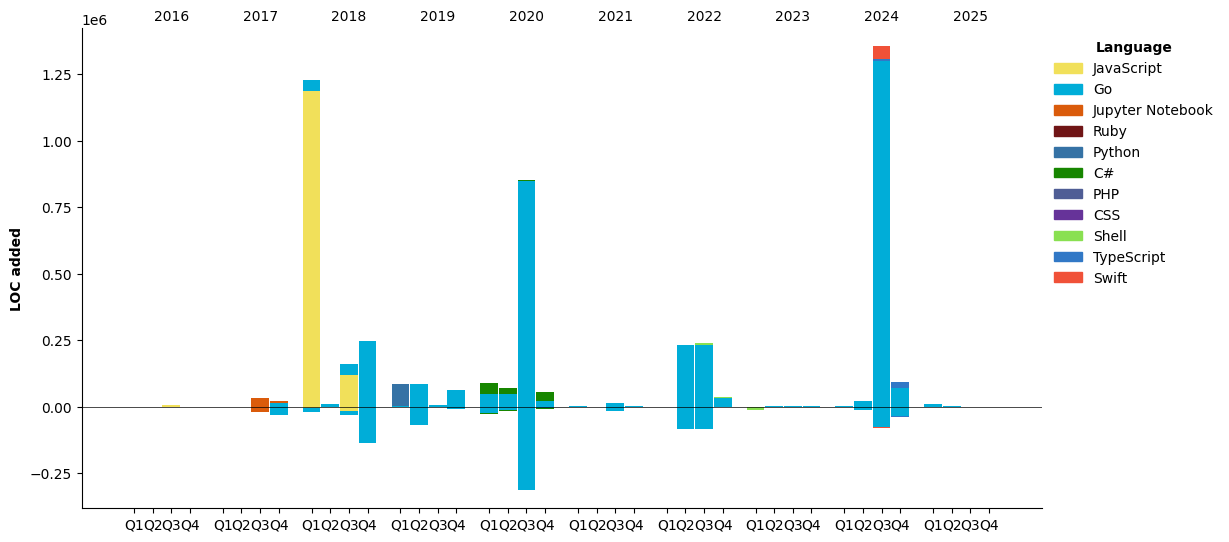 1e6
2016 2017 2018 2019 2020 2021 2022 2023 2024 2025
Language
JavaScript
Go
Jupyter Notebook
Ruby
Python
C#
PHP
CSS
Shell
TypeScript
Swift
LOC added
1.25
1.00
0.75
0.50
0.25
0.00
−0.25
Q1Q2Q3Q4 Q1Q2Q3Q4 Q1Q2Q3Q4 Q1Q2Q3Q4 Q1Q2Q3Q4 Q1Q2Q3Q4 Q1Q2Q3Q4 Q1Q2Q3Q4 Q1Q2Q3Q4 Q1Q2Q3Q4